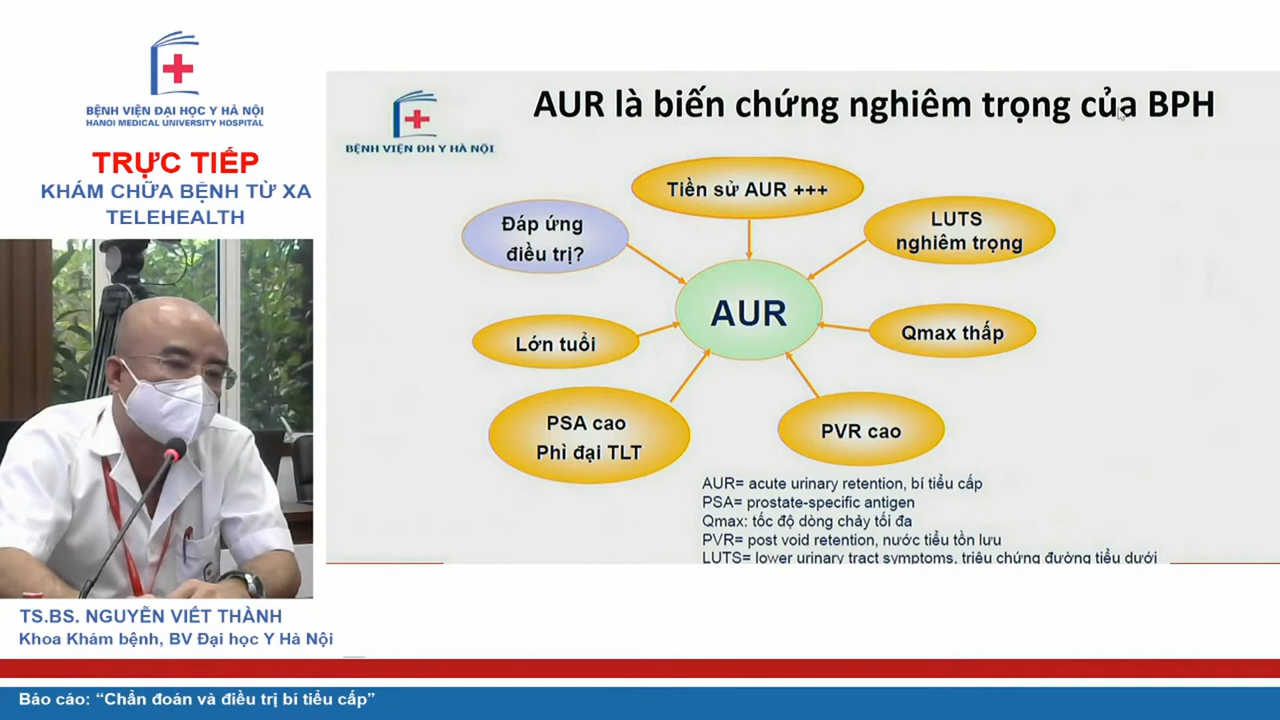 BỆNH VIỆN ĐẠI HỌC Y HÀ NỘI
HANOI MEDICAL UNIVERSITY HOSPITAL
TRỰC TIẾP
KHÁM CHỮA BỆNH TỪ XA
TELEHEALTH
BỆNH VIỆN ĐH Y HÀ NỘI
AUR là biến chứng nghiêm trọng của BPH
Tiền sử AUR +++
Đáp ứng
điều trị?
LUTS
nghiêm trọng
AUR
Lớn tuổi
Qmax thấp
PSA cao
Phì đại TLT
PVR cao
AUR= acute urinary retention, bí tiểu cấp
PSA= prostate-specific antigen
Qmax: tốc độ dòng chảy tối đa
PVR= post void retention, nước tiểu tồn lưu
LUTS= lower urinary tract symptoms, triệu chứng đường tiểu dưới
TS.BS. NGUYỄN VIẾT THÀNH
Khoa Khám bệnh, BV Đại học Y Hà Nội
Báo cáo: “Chẩn đoán và điều trị bí tiểu cấp”